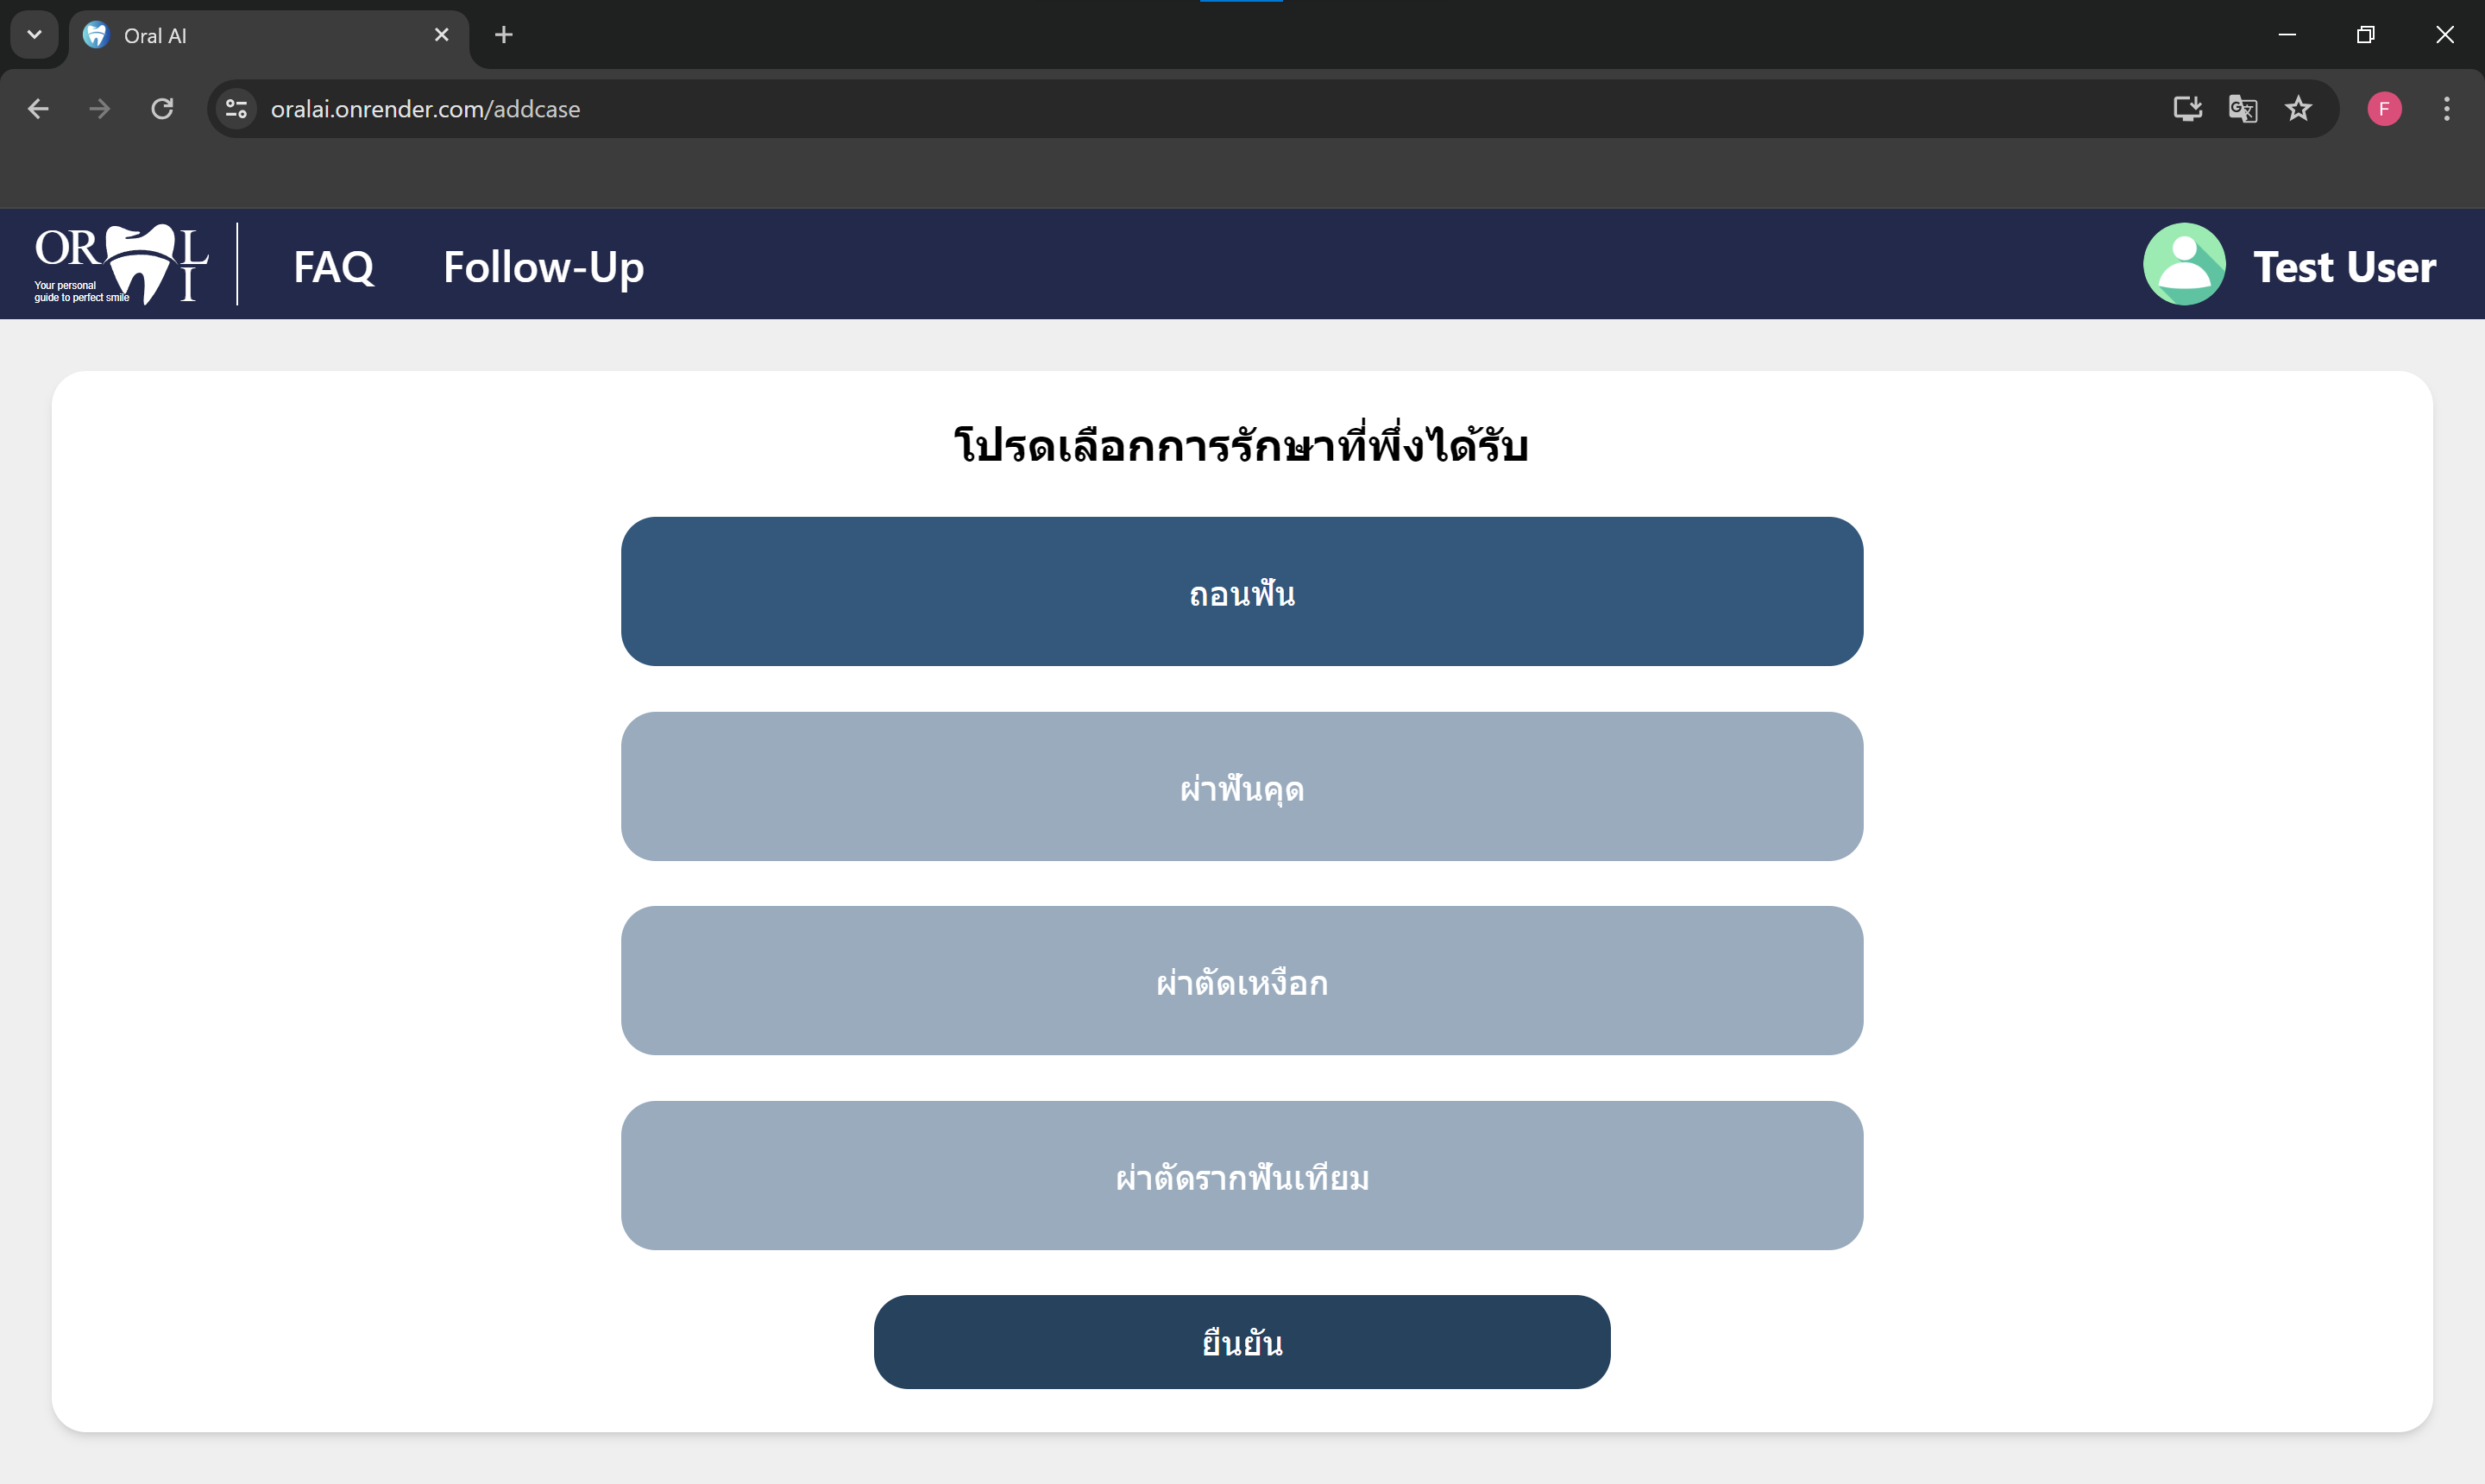 Oral AI
oralai.onrender.com/addcase
F
OR L
I
Your personal
guide to perfect smile
FAQ
Follow-Up
Test User
โปรดเลือกการรักษาที่พึ่งได้รับ
ถอนฟัน
ผ่าฟันคุด
ผ่าตัดเหงือก
ผ่าตัดรากฟันเทียม
ยืนยัน